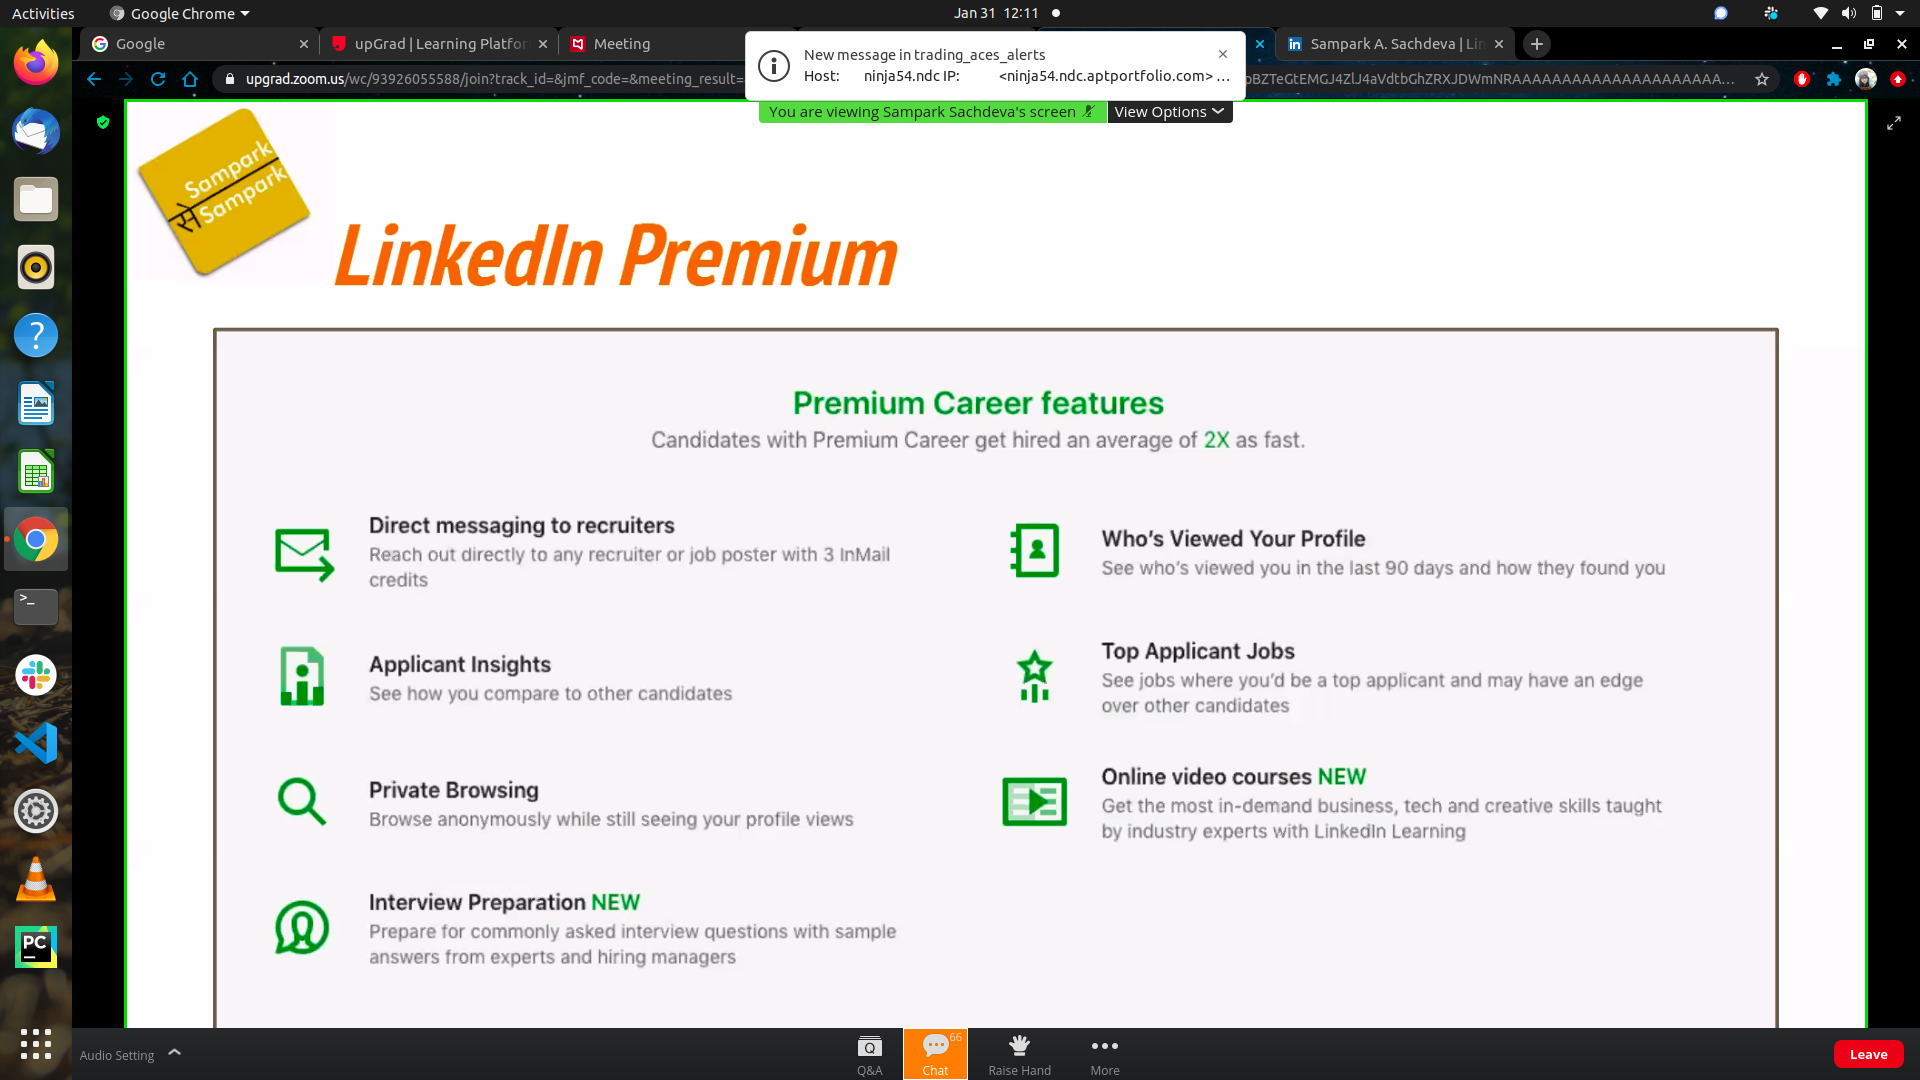 Activities
Google Chrome
Jan 31 12:11
Google
upGrad | Learning Platfor
Meeting
Sampark A. Sachdeva | Lin
New message in trading_aces_alerts
Host: ninja54.ndc IP: <ninja54.ndc.aptportfolio.com> ...
upgrad.zoom.us/wc/93926055588/join?track_id=&jmf_code=&meeting_result=
You are viewing Sampark Sachdeva's screen
View Options
Sampark
से Sampark
LinkedIn Premium
Premium Career features
Candidates with Premium Career get hired an average of 2X as fast.
Direct messaging to recruiters
Reach out directly to any recruiter or job poster with 3 InMail
credits
Who's Viewed Your Profile
See who's viewed you in the last 90 days and how they found you
Applicant Insights
See how you compare to other candidates
Top Applicant Jobs
See jobs where you'd be a top applicant and may have an edge
over other candidates
Private Browsing
Browse anonymously while still seeing your profile views
Online video courses NEW
Get the most in-demand business, tech and creative skills taught
by industry experts with LinkedIn Learning
Interview Preparation NEW
Prepare for commonly asked interview questions with sample
answers from experts and hiring managers
PC
Audio Setting
Q
Q&A
66
Chat
Raise Hand
More
Leave